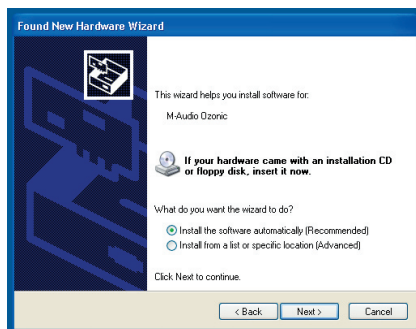 Found New Hardware Wizard
This wizard helps you install software for:
M-Audio Ozonic
If your hardware came with an installation CD
or floppy disk, insert it now.
What do you want the wizard to do?
Install the software automatically (Recommended)
Install from a list or specific location (Advanced)
Click Next to continue.
< Back Next > Cancel